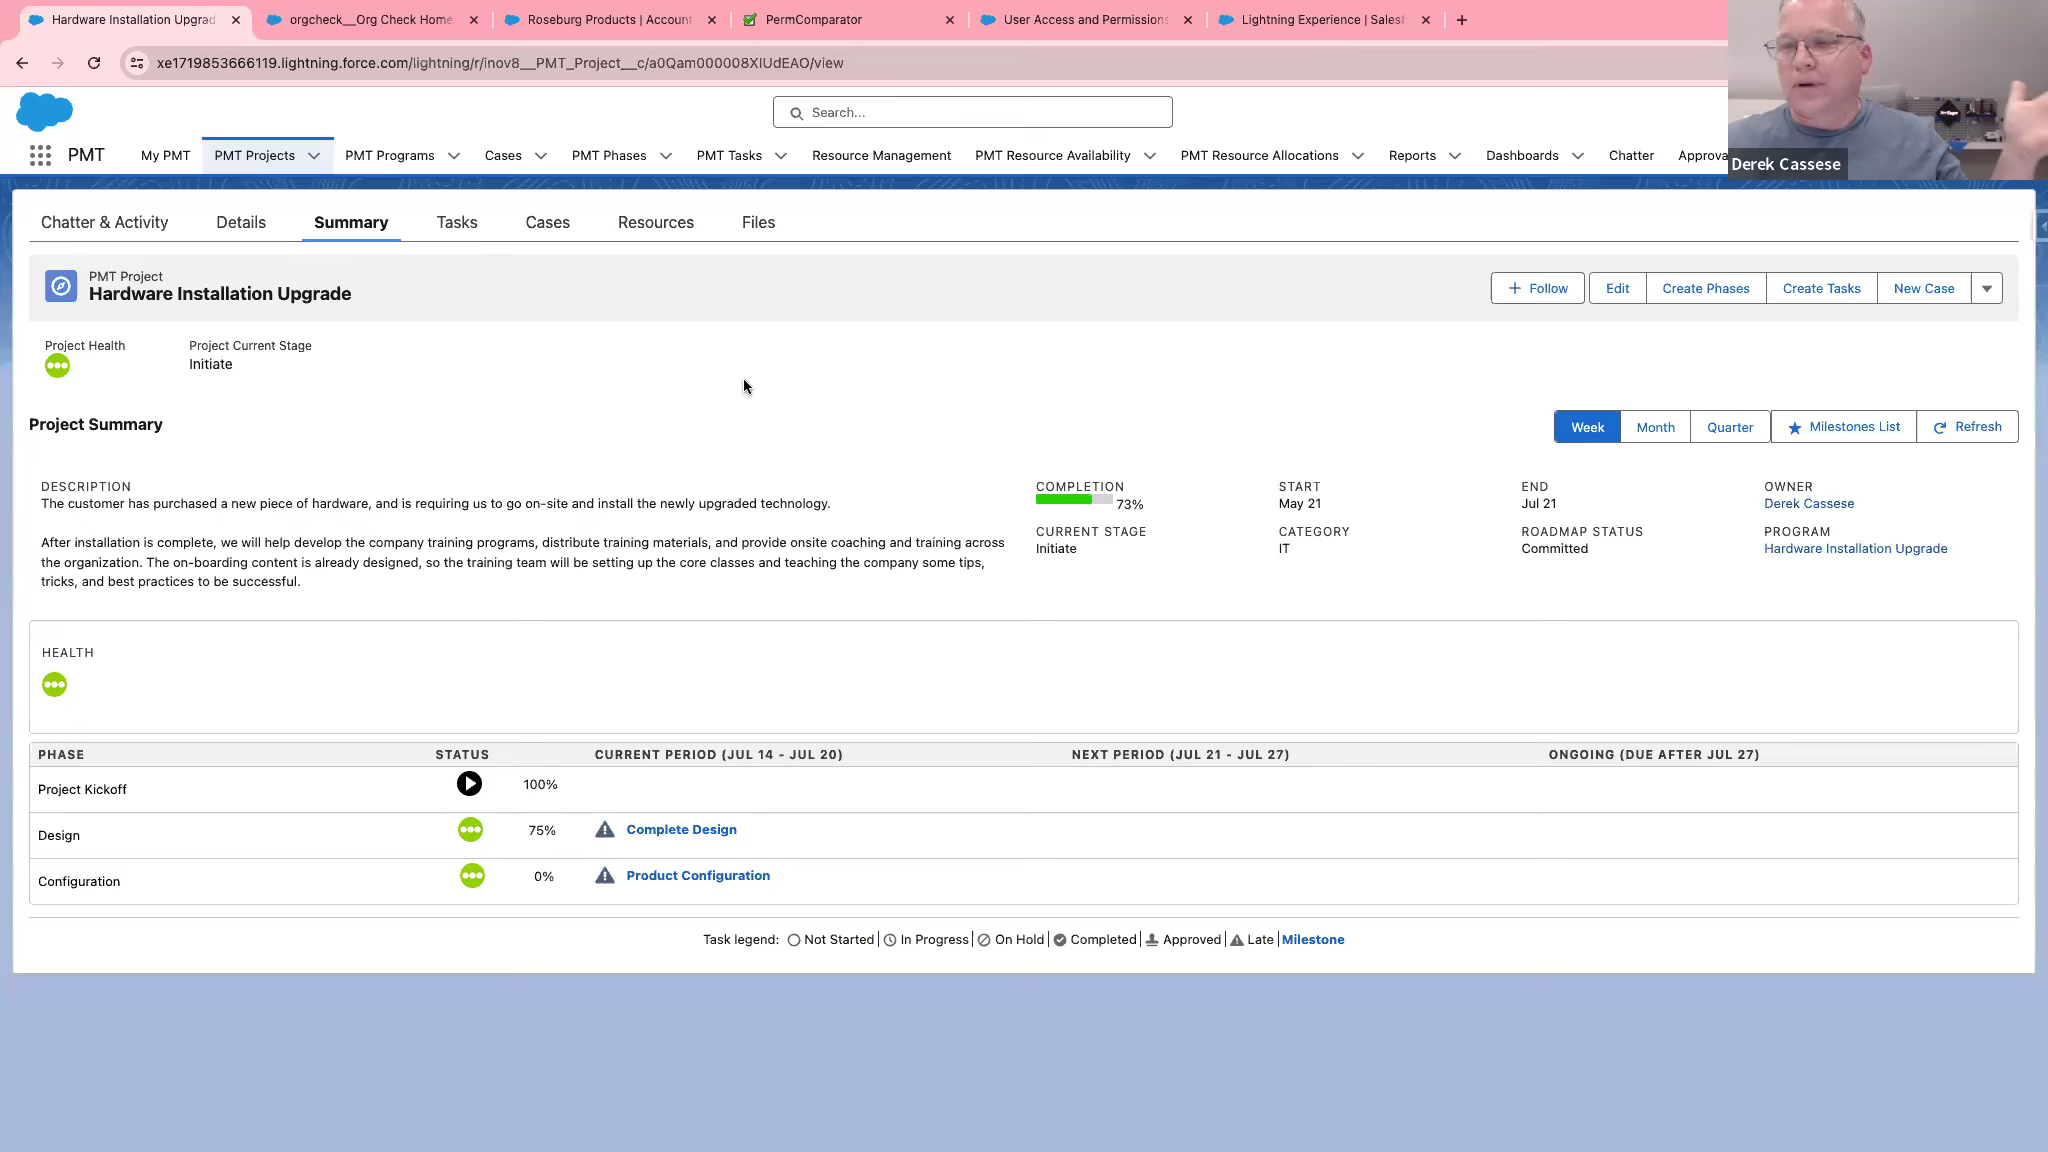 Hardware Installation Upgrad
orgcheck__Org Check Home
Roseburg Products | Account
PermComparator
User Access and Permissions
Lightning Experience | Salesf
xe1719853666119.lightning.force.com/lightning/r/inov8__PMT_Project__c/a0Qam000008XIUdEAO/view
Search...
PMT
My PMT
PMT Projects
PMT Programs
Cases
PMT Phases
PMT Tasks
Resource Management
PMT Resource Availability
PMT Resource Allocations
Reports
Dashboards
Chatter
Approva
Derek Cassese
Chatter & Activity
Details
Summary
Tasks
Cases
Resources
Files
PMT Project
Hardware Installation Upgrade
Follow
Edit
Create Phases
Create Tasks
New Case
Project Health
Project Current Stage
Initiate
Project Summary
Week
Month
Quarter
Milestones List
Refresh
DESCRIPTION
The customer has purchased a new piece of hardware, and is requiring us to go on-site and install the newly upgraded technology.
After installation is complete, we will help develop the company training programs, distribute training materials, and provide onsite coaching and training across
the organization. The on-boarding content is already designed, so the training team will be setting up the core classes and teaching the company some tips,
tricks, and best practices to be successful.
COMPLETION
73%
START
May 21
END
Jul 21
OWNER
Derek Cassese
CURRENT STAGE
Initiate
CATEGORY
IT
ROADMAP STATUS
Committed
PROGRAM
Hardware Installation Upgrade
HEALTH
PHASE STATUS CURRENT PERIOD (JUL 14 - JUL 20) NEXT PERIOD (JUL 21 - JUL 27) ONGOING (DUE AFTER JUL 27)
Project Kickoff 100%
Design 75% Complete Design
Configuration 0% Product Configuration
Task legend: Not Started | In Progress | On Hold | Completed | Approved | Late | Milestone